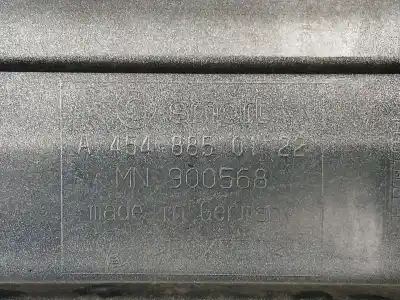 smart
A 454 885 01 22
MN 900568
made in Germany